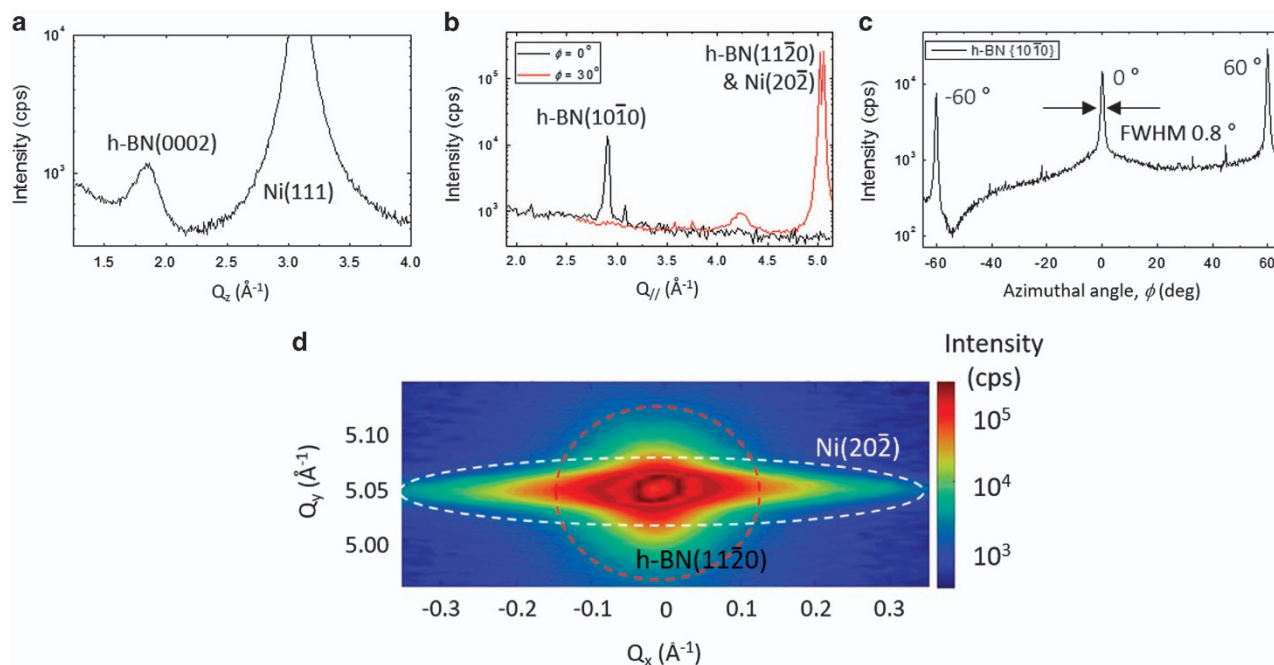 a
10⁴
10³
Intensity (cps)
h-BN(0002)
Ni(111)
1.5 2.0 2.5 3.0 3.5 4.0
Q_z (Å⁻¹)
b
10⁵
10⁴
10³
Intensity (cps)
ϕ = 0°
ϕ = 30°
h-BN(112̅0)
& Ni(202̅)
h-BN(101̅0)
2.0 2.5 3.0 3.5 4.0 4.5 5.0
Q_// (Å⁻¹)
c
10⁴
10³
10²
Intensity (cps)
h-BN {101̅0}
-60 °
0 °
60 °
FWHM 0.8 °
-60 -40 -20 0 20 40 60
Azimuthal angle, ϕ (deg)
d
Intensity
(cps)
10⁵
10⁴
10³
5.10
5.05
5.00
Q_y (Å⁻¹)
Ni(202̅)
h-BN(112̅0)
-0.3 -0.2 -0.1 0 0.1 0.2 0.3
Q_x (Å⁻¹)